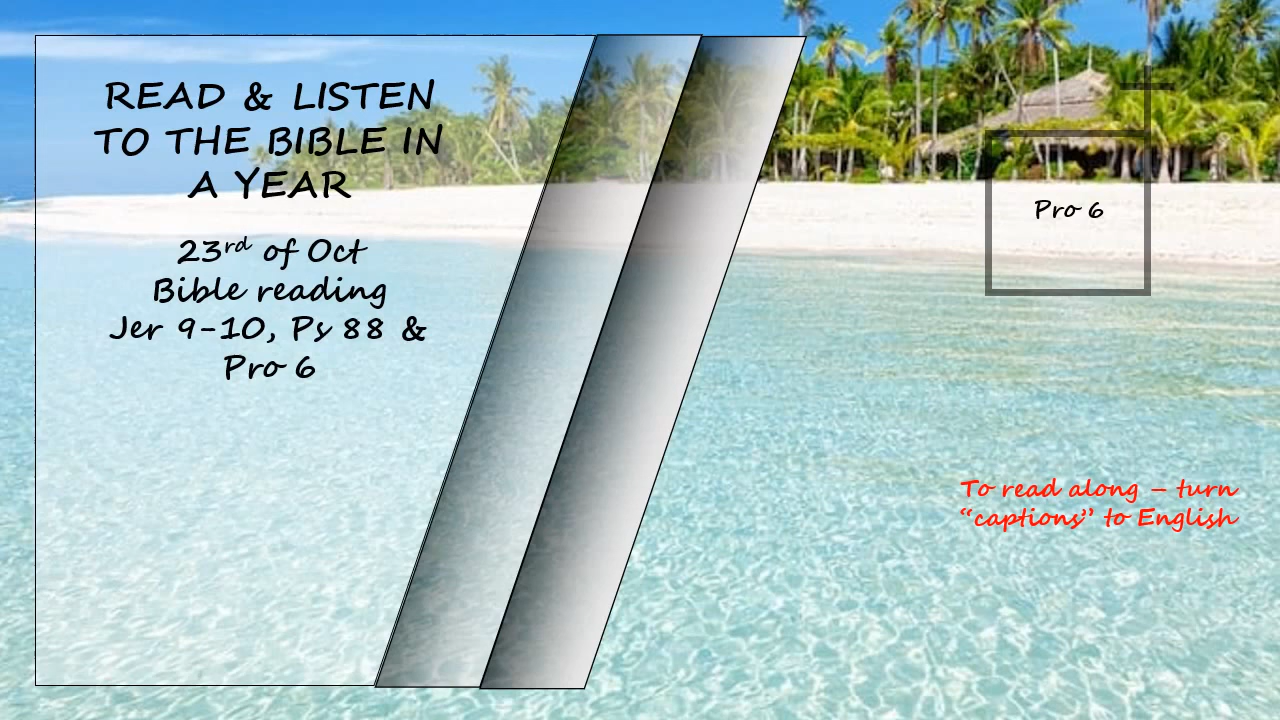 READ & LISTEN
TO THE BIBLE IN
A YEAR
23rd of Oct
Bible reading
Jer 9-10, Ps 88 &
Pro 6
Pro 6
To read along – turn
“captions” to English